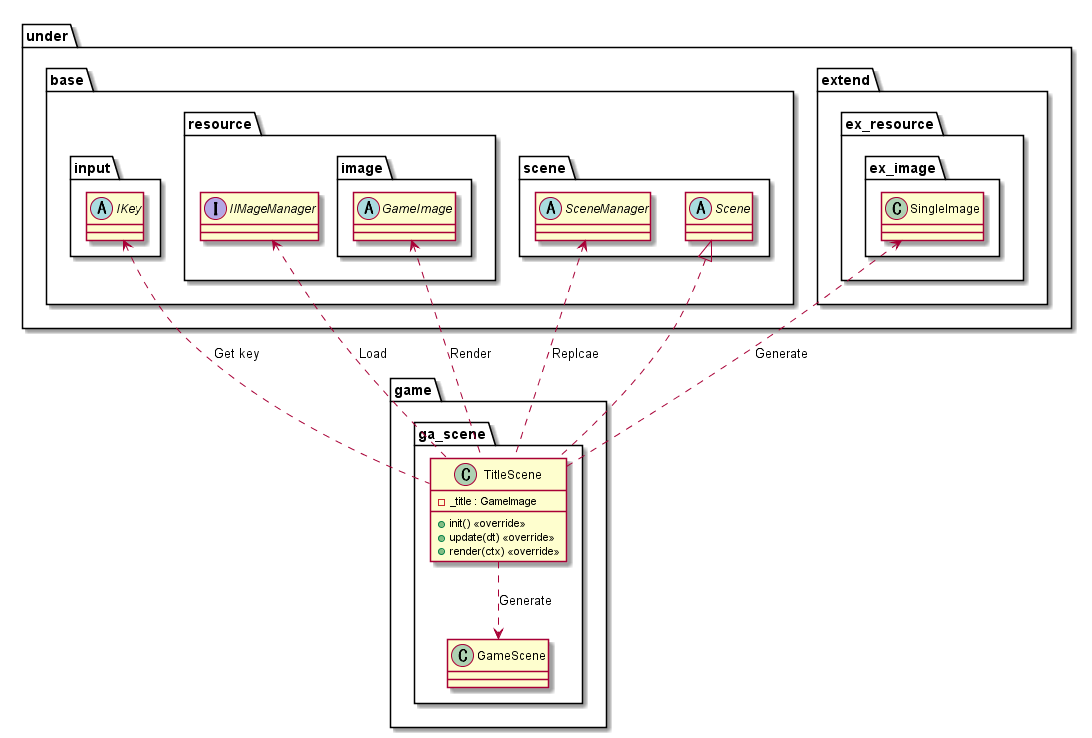 under
base
extend
resource
ex_resource
input
image
scene
ex_image
A IKey
I IIMageManager
A GameImage
A SceneManager
A Scene
C SingleImage
Get key
Load
Render
Replcae
Generate
game
ga_scene
C TitleScene
_title : GameImage
init() «override»
update(dt) «override»
render(ctx) «override»
Generate
C GameScene